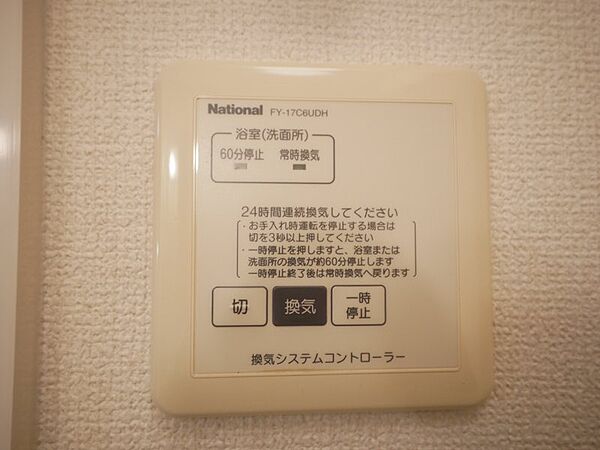 National FY-17C6UDH
浴室(洗面所)
60分停止 常時換気
24時間連続換気してください
・お手入れ時運転を停止する場合は
切を3秒以上押してください
・一時停止を押しますと、浴室または
洗面所の換気が約60分停止します
一時停止終了後は常時換気へ戻ります
切 換気 一時
停止
換気システムコントローラー